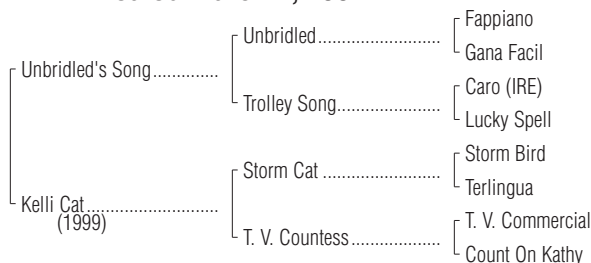 Fappiano
Unbridled........................
Gana Facil
Unbridled's Song.............
Caro (IRE)
Trolley Song....................
Lucky Spell
Storm Bird
Storm Cat .......................
Terlingua
Kelli Cat..........................
T. V. Commercial
(1999)
T. V. Countess.................
Count On Kathy